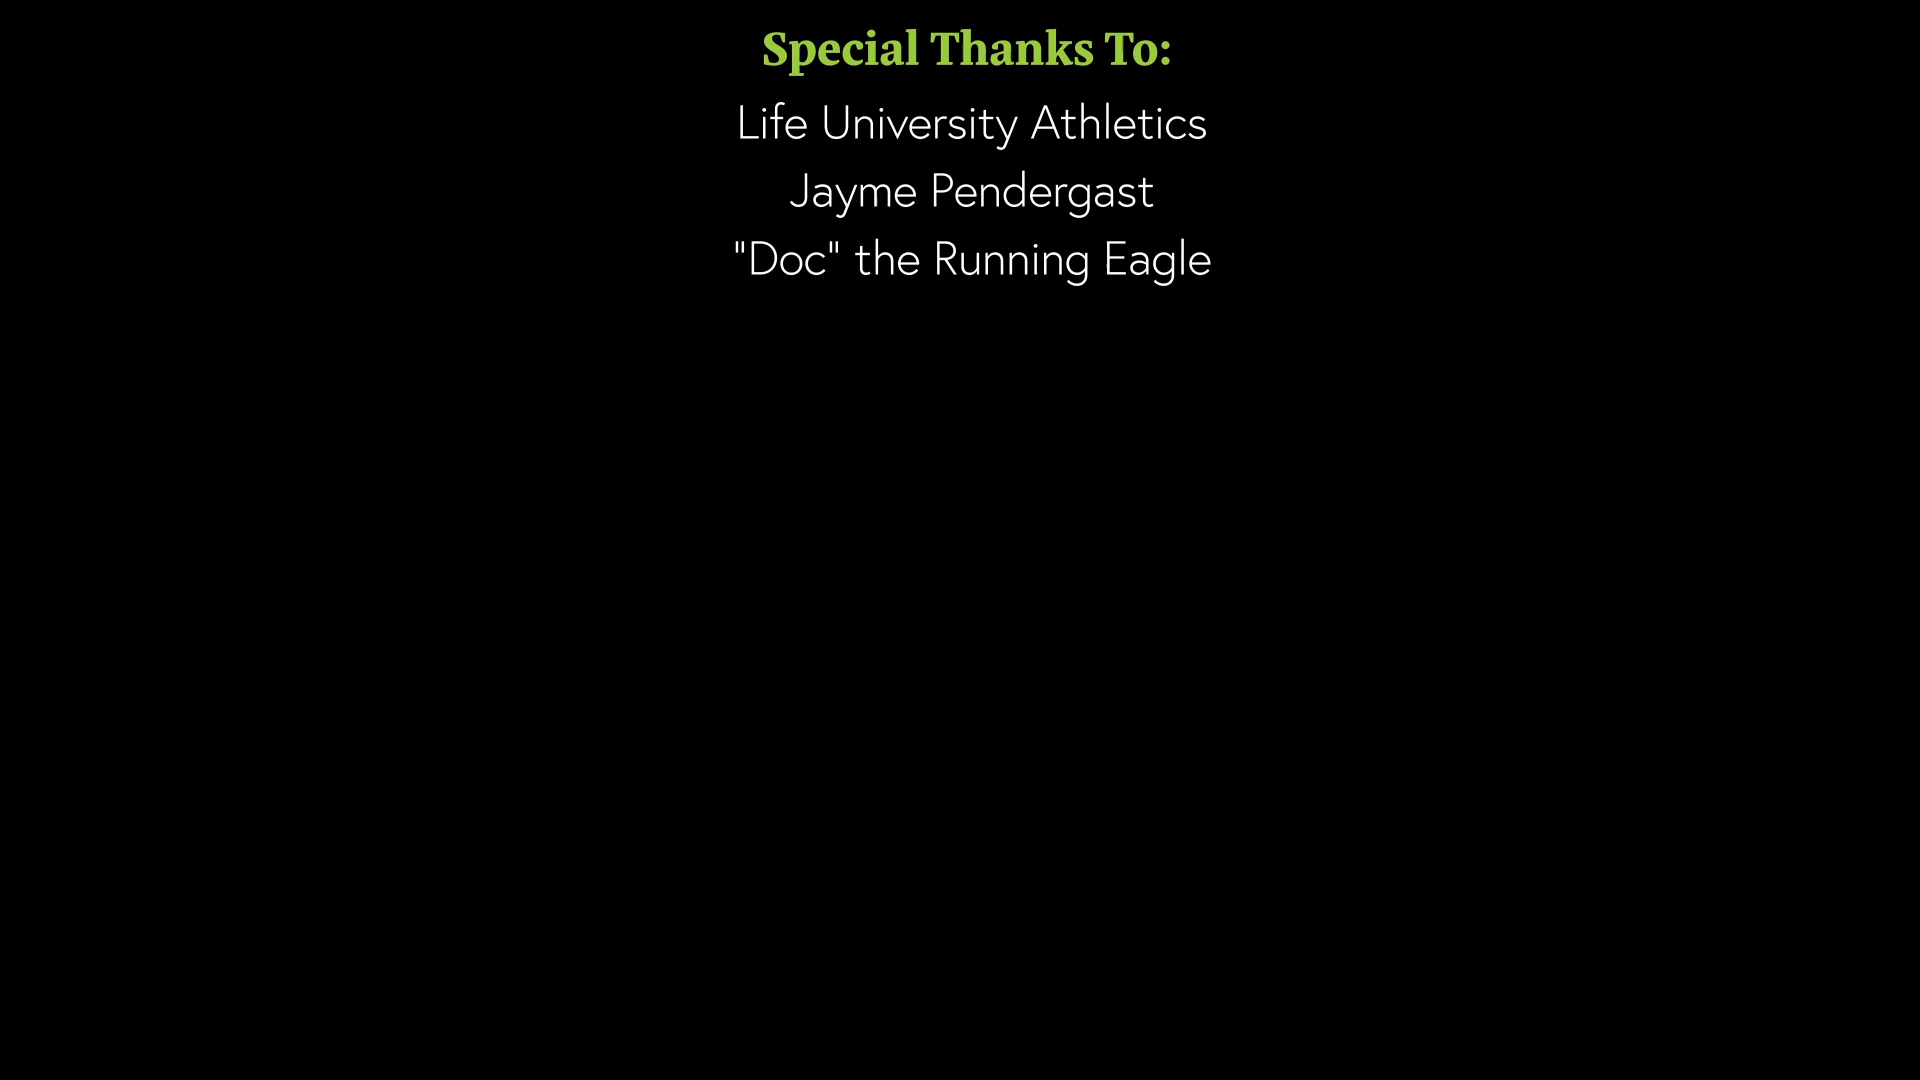 Special Thanks To:
Life University Athletics
Jayme Pendergast
"Doc" the Running Eagle